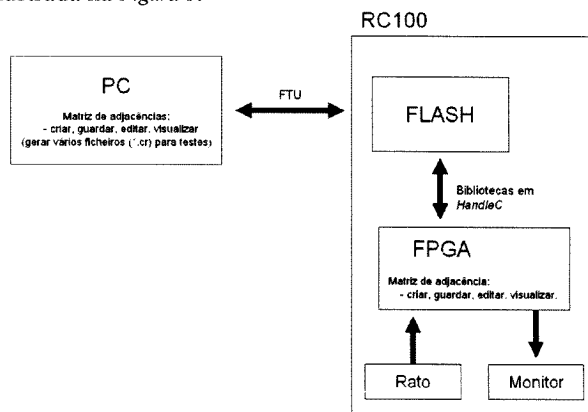 RC100
PC
Matriz de adjacências:
- criar, guardar, editar. visualizar
(gerar vários ficheiros (*.cr) para testes)
FTU
FLASH
Bibliotecas em
HandleC
FPGA
Matriz de adjacência:
- criar, guardar, editar. visualizar.
Rato
Monitor